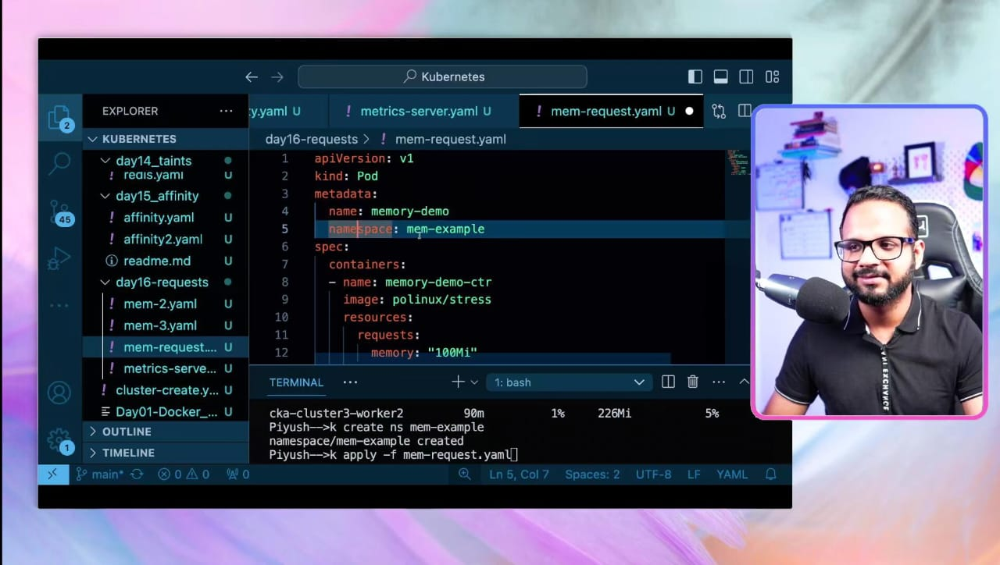 Kubernetes
EXPLORER
KUBERNETES
day14_taints
redis.yaml U
day15_affinity
affinity.yaml U
affinity2.yaml U
readme.md U
day16-requests
mem-2.yaml U
mem-3.yaml U
mem-request.... U
metrics-serve... U
cluster-create.y... U
Day01-Docker_... U
OUTLINE
TIMELINE
2
45
1
ty.yaml U
metrics-server.yaml U
mem-request.yaml U
day16-requests > mem-request.yaml
1 apiVersion: v1
2 kind: Pod
3 metadata:
4 name: memory-demo
5 namespace: mem-example
6 spec:
7 containers:
8 - name: memory-demo-ctr
9 image: polinux/stress
10 resources:
11 requests:
12 memory: "100Mi"
TERMINAL
1: bash
cka-cluster3-worker2 90m 1% 226Mi 5%
Piyush-->k create ns mem-example
namespace/mem-example created
Piyush-->k apply -f mem-request.yaml
main* 0 0 0 Ln 5, Col 7 Spaces: 2 UTF-8 LF YAML